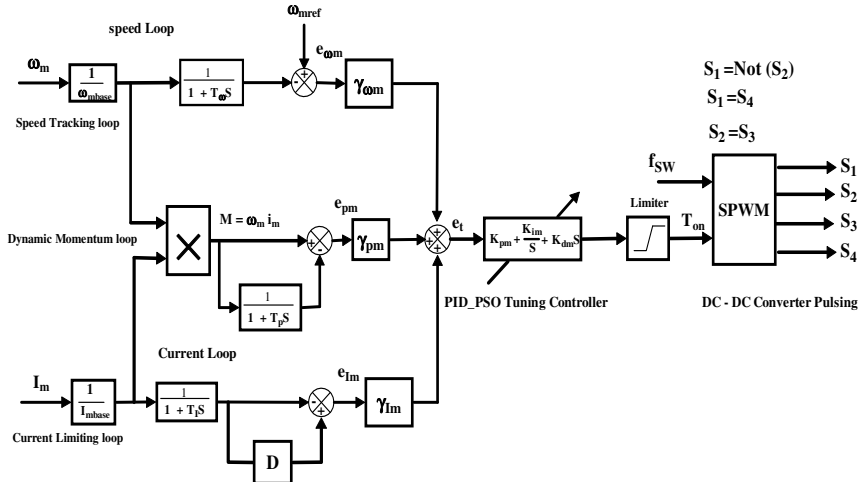 speed Loop
ωmref
ωm
1
ωmbase
1
1 + TωS
-
+
eωm
γωm
Speed Tracking loop
S1 =Not (S2)
S1 =S4
S2 =S3
fSW
SPWM
S1
S2
S3
S4
Limiter
Ton
Dynamic Momentum loop
X
M = ωm im
+
-
epm
γpm
+
+
+
et
Kpm + Kim/S + KdmS
1
1 + TpS
PID_PSO Tuning Controller
DC - DC Converter Pulsing
Current Loop
Im
1
Imbase
1
1 + TIS
-
+
eIm
γIm
D
Current Limiting loop